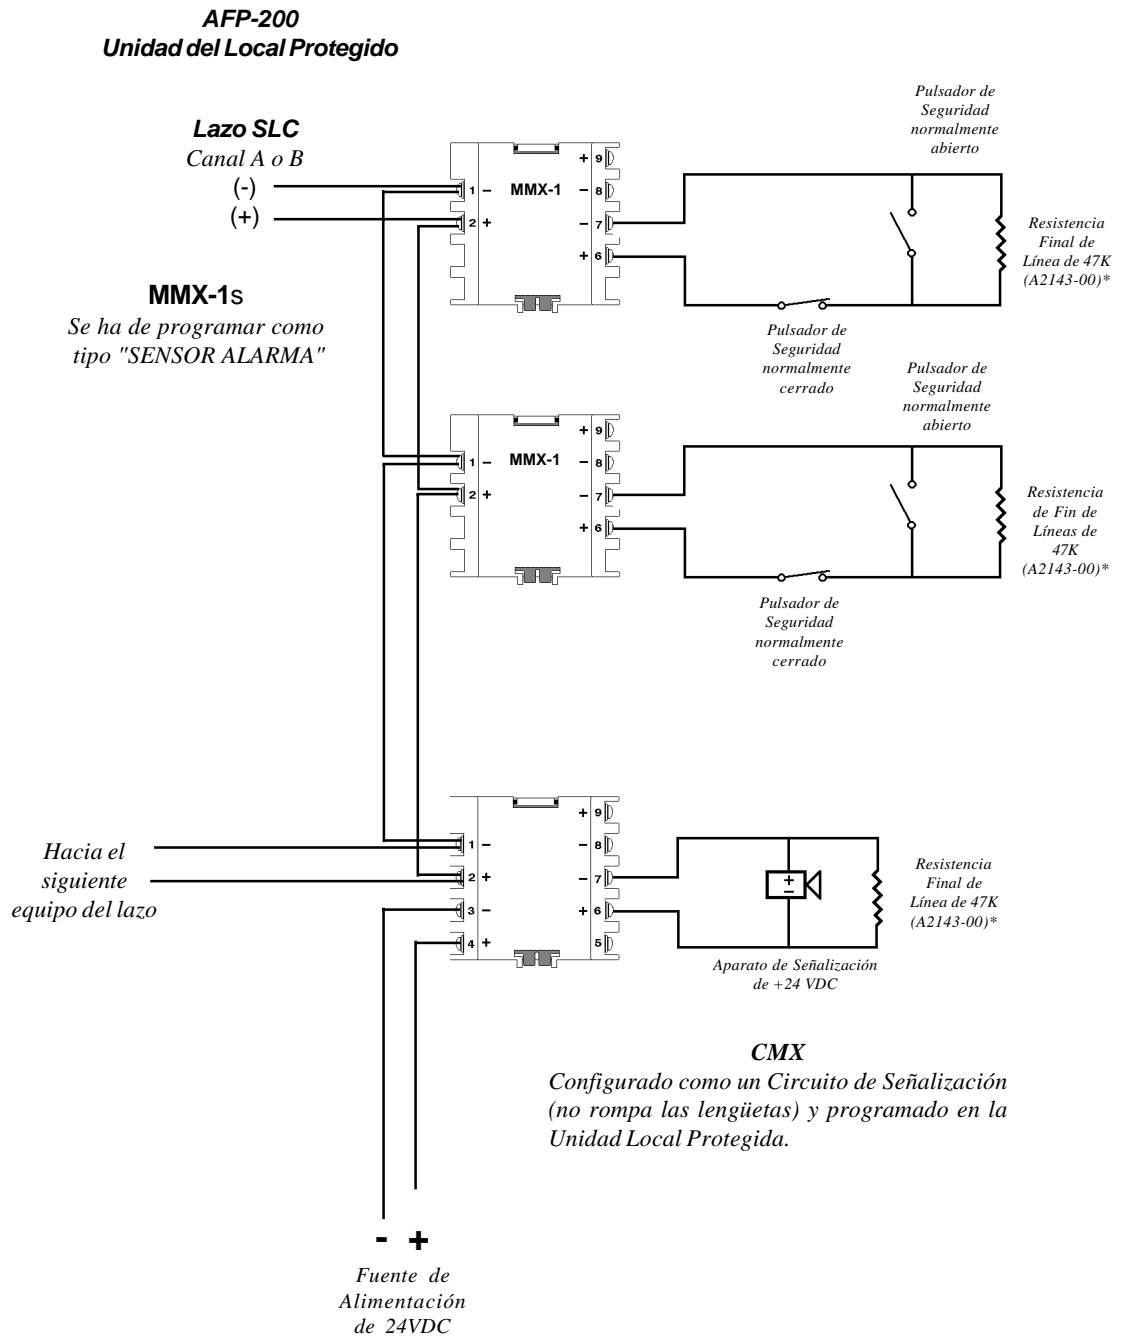 AFP-200
Unidad del Local Protegido
Pulsador de
Seguridad
normalmente
abierto
Lazo SLC
Canal A o B
(-)
(+)
1 -
2 +
MMX-1
+ 9
- 8
- 7
+ 6
Resistencia
Final de
Línea de 47K
(A2143-00)*
MMX-1s
Se ha de programar como
tipo "SENSOR ALARMA"
Pulsador de
Seguridad
normalmente
cerrado
Pulsador de
Seguridad
normalmente
abierto
1 -
2 +
MMX-1
+ 9
- 8
- 7
+ 6
Resistencia
de Fin de
Líneas de
47K
(A2143-00)*
Pulsador de
Seguridad
normalmente
cerrado
Hacia el
siguiente
equipo del lazo
1 -
2 +
3 -
4 +
+ 9
- 8
- 7
+ 6
5
+
-
Resistencia
Final de
Línea de 47K
(A2143-00)*
Aparato de Señalización
de +24 VDC
CMX
Configurado como un Circuito de Señalización
(no rompa las lengüetas) y programado en la
Unidad Local Protegida.
- +
Fuente de
Alimentación
de 24VDC